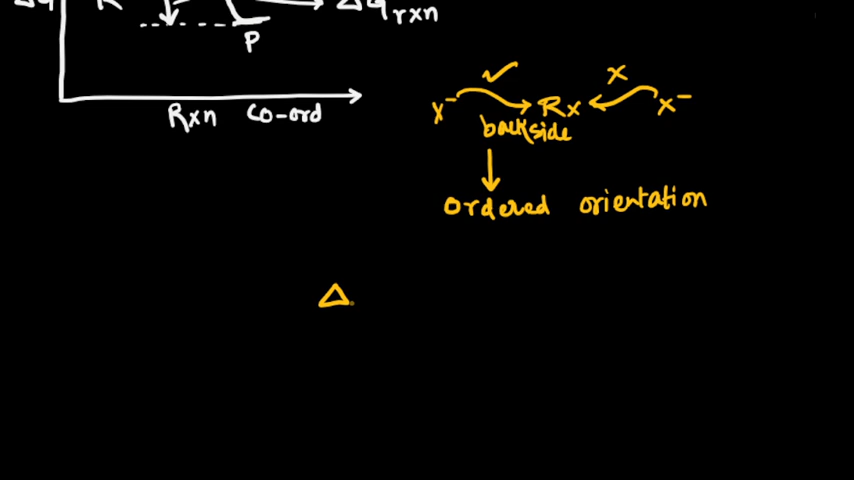 R ΔG rxn
P
Rxn Co-ord
✓ x
x⁻ Rx x⁻
backside
ordered orientation
Δ